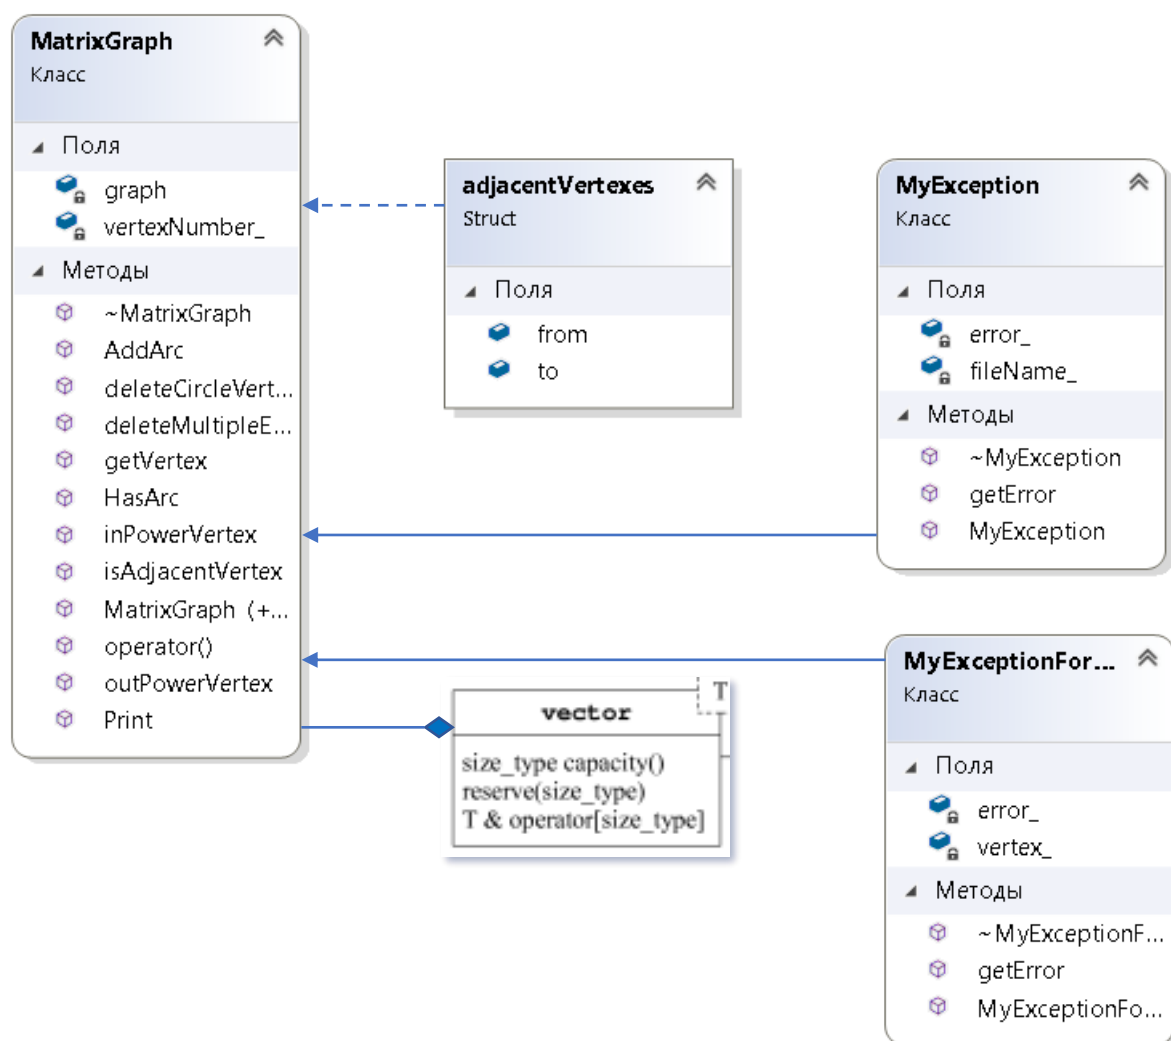 MatrixGraph
Класс
Поля
graph
vertexNumber_
Методы
~MatrixGraph
AddArc
deleteCircleVert...
deleteMultipleE...
getVertex
HasArc
inPowerVertex
isAdjacentVertex
MatrixGraph (+...
operator()
outPowerVertex
Print
adjacentVertexes
Struct
Поля
from
to
T
vector
size_type capacity()
reserve(size_type)
T & operator[size_type]
MyException
Класс
Поля
error_
fileName_
Методы
~MyException
getError
MyException
MyExceptionFor...
Класс
Поля
error_
vertex_
Методы
~MyExceptionF...
getError
MyExceptionFo...